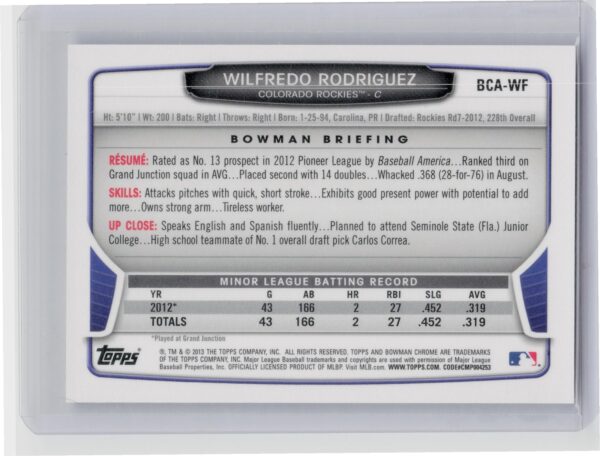 WILFREDO RODRIGUEZ
COLORADO ROCKIES™ - C
BCA-WF
Ht: 5'10" | Wt: 200 | Bats: Right | Throws: Right | Born: 1-25-94, Carolina, PR | Drafted: Rockies Rd7-2012, 228th Overall
BOWMAN BRIEFING
RÉSUMÉ: Rated as No. 13 prospect in 2012 Pioneer League by Baseball America...Ranked third on
Grand Junction squad in AVG...Placed second with 14 doubles...Whacked .368 (28-for-76) in August.
SKILLS: Attacks pitches with quick, short stroke...Exhibits good present power with potential to add
more...Owns strong arm...Tireless worker.
UP CLOSE: Speaks English and Spanish fluently...Planned to attend Seminole State (Fla.) Junior
College...High school teammate of No. 1 overall draft pick Carlos Correa.
MINOR LEAGUE BATTING RECORD
YR G AB HR RBI SLG AVG
2012* 43 166 2 27 .452 .319
TOTALS 43 166 2 27 .452 .319
*Played at Grand Junction
Topps
®, TM & © 2013 THE TOPPS COMPANY, INC. ALL RIGHTS RESERVED. TOPPS AND BOWMAN CHROME ARE TRADEMARKS
OF THE TOPPS COMPANY, INC. Major League Baseball trademarks and copyrights are used with permission of Major League
Baseball Properties, Inc. OFFICIALLY LICENSED PRODUCT OF MLBP. Visit MLB.com. WWW.TOPPS.COM. CODE#CMP004253